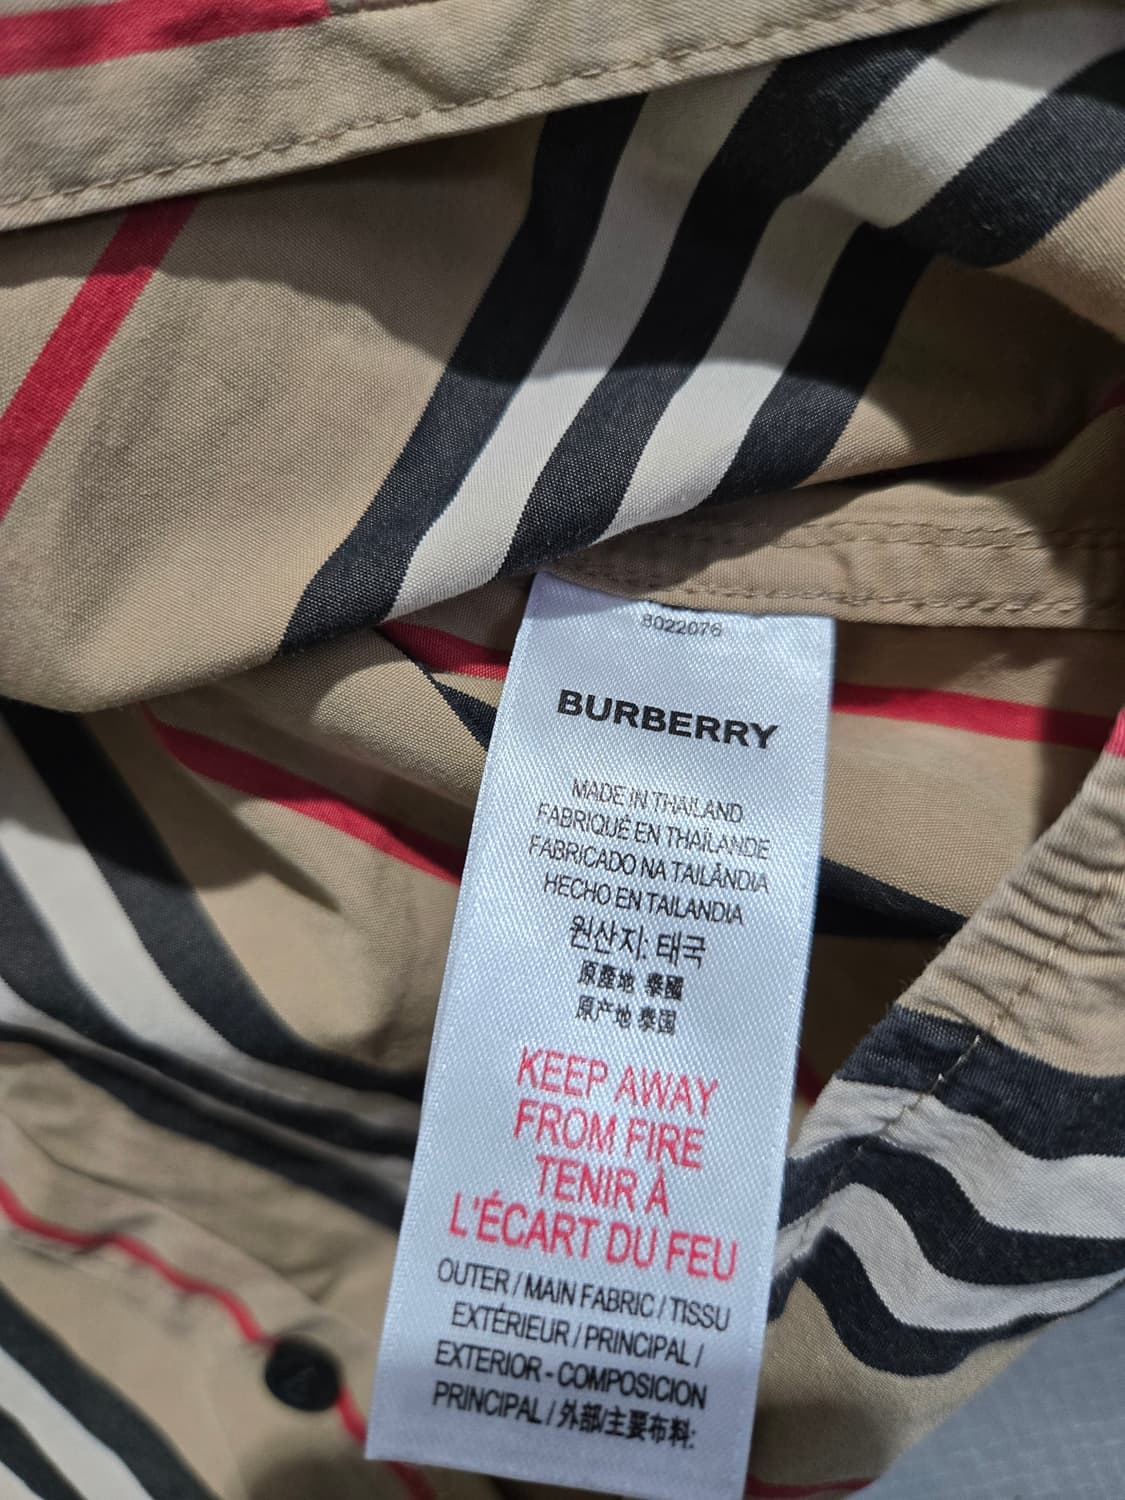 8022076
BURBERRY
MADE IN THAILAND
FABRIQUÉ EN THAÏLANDE
FABRICADO NA TAILÂNDIA
HECHO EN TAILANDIA
원산지: 태국
原產地 泰國
原产地 泰国
KEEP AWAY
FROM FIRE
TENIR À
L'ÉCART DU FEU
OUTER / MAIN FABRIC / TISSU
EXTÉRIEUR / PRINCIPAL /
EXTERIOR - COMPOSICION
PRINCIPAL / 外部/主要布料: